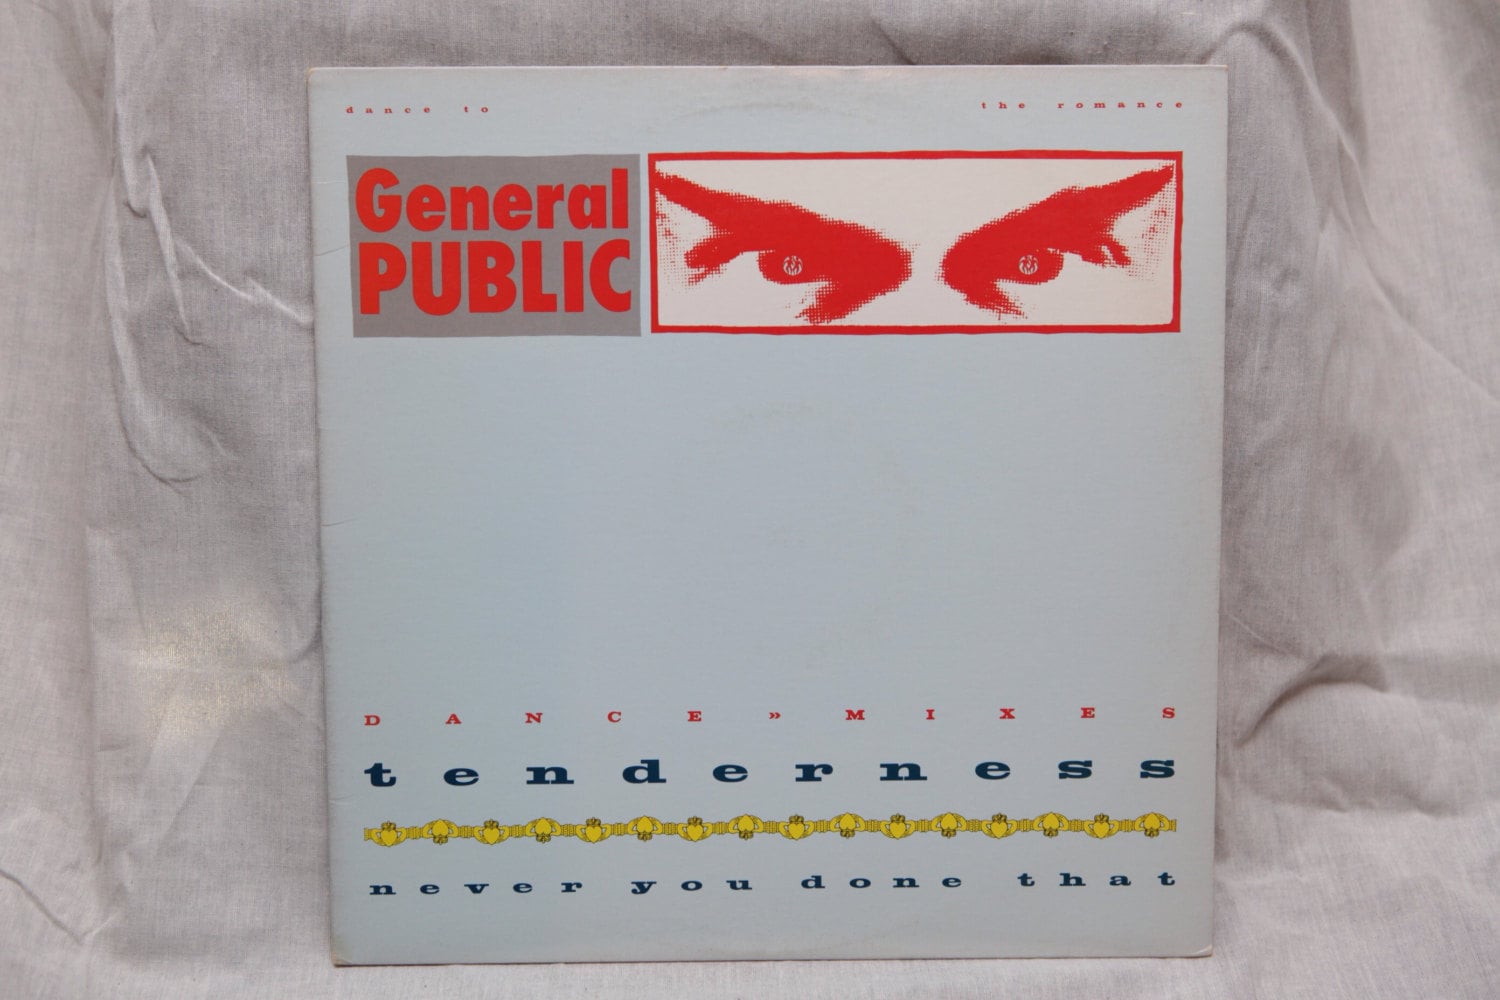 dance to the romance
General
PUBLIC
DANCE » MIXES
tenderness
never you done that